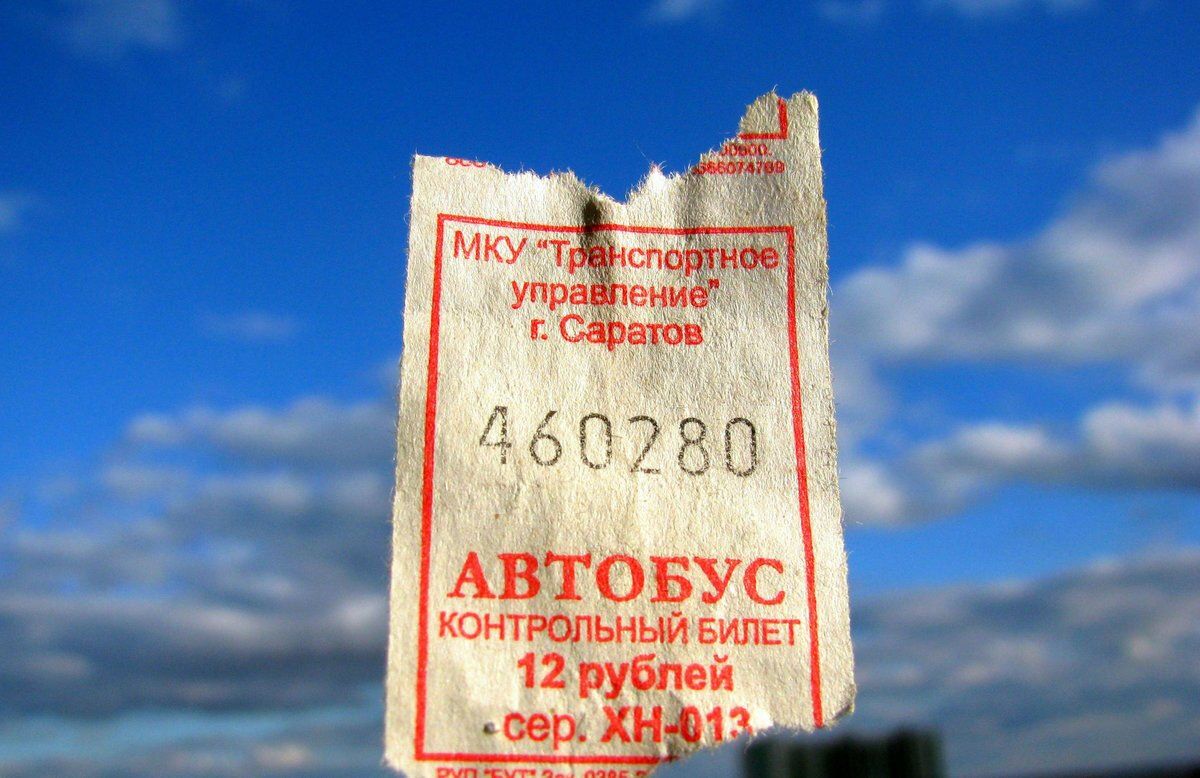 МКУ “Транспортное
управление”
г. Саратов
460280
АВТОБУС
КОНТРОЛЬНЫЙ БИЛЕТ
12 рублей
сер. ХН-013